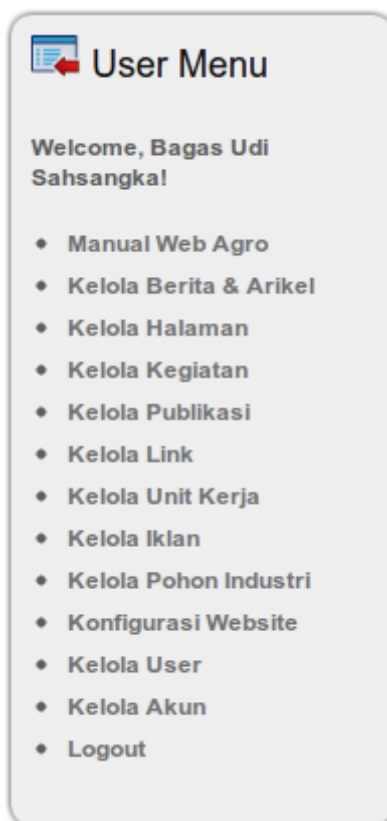 User Menu
Welcome, Bagas Udi
Sahsangka!
Manual Web Agro
Kelola Berita & Arikel
Kelola Halaman
Kelola Kegiatan
Kelola Publikasi
Kelola Link
Kelola Unit Kerja
Kelola Iklan
Kelola Pohon Industri
Konfigurasi Website
Kelola User
Kelola Akun
Logout